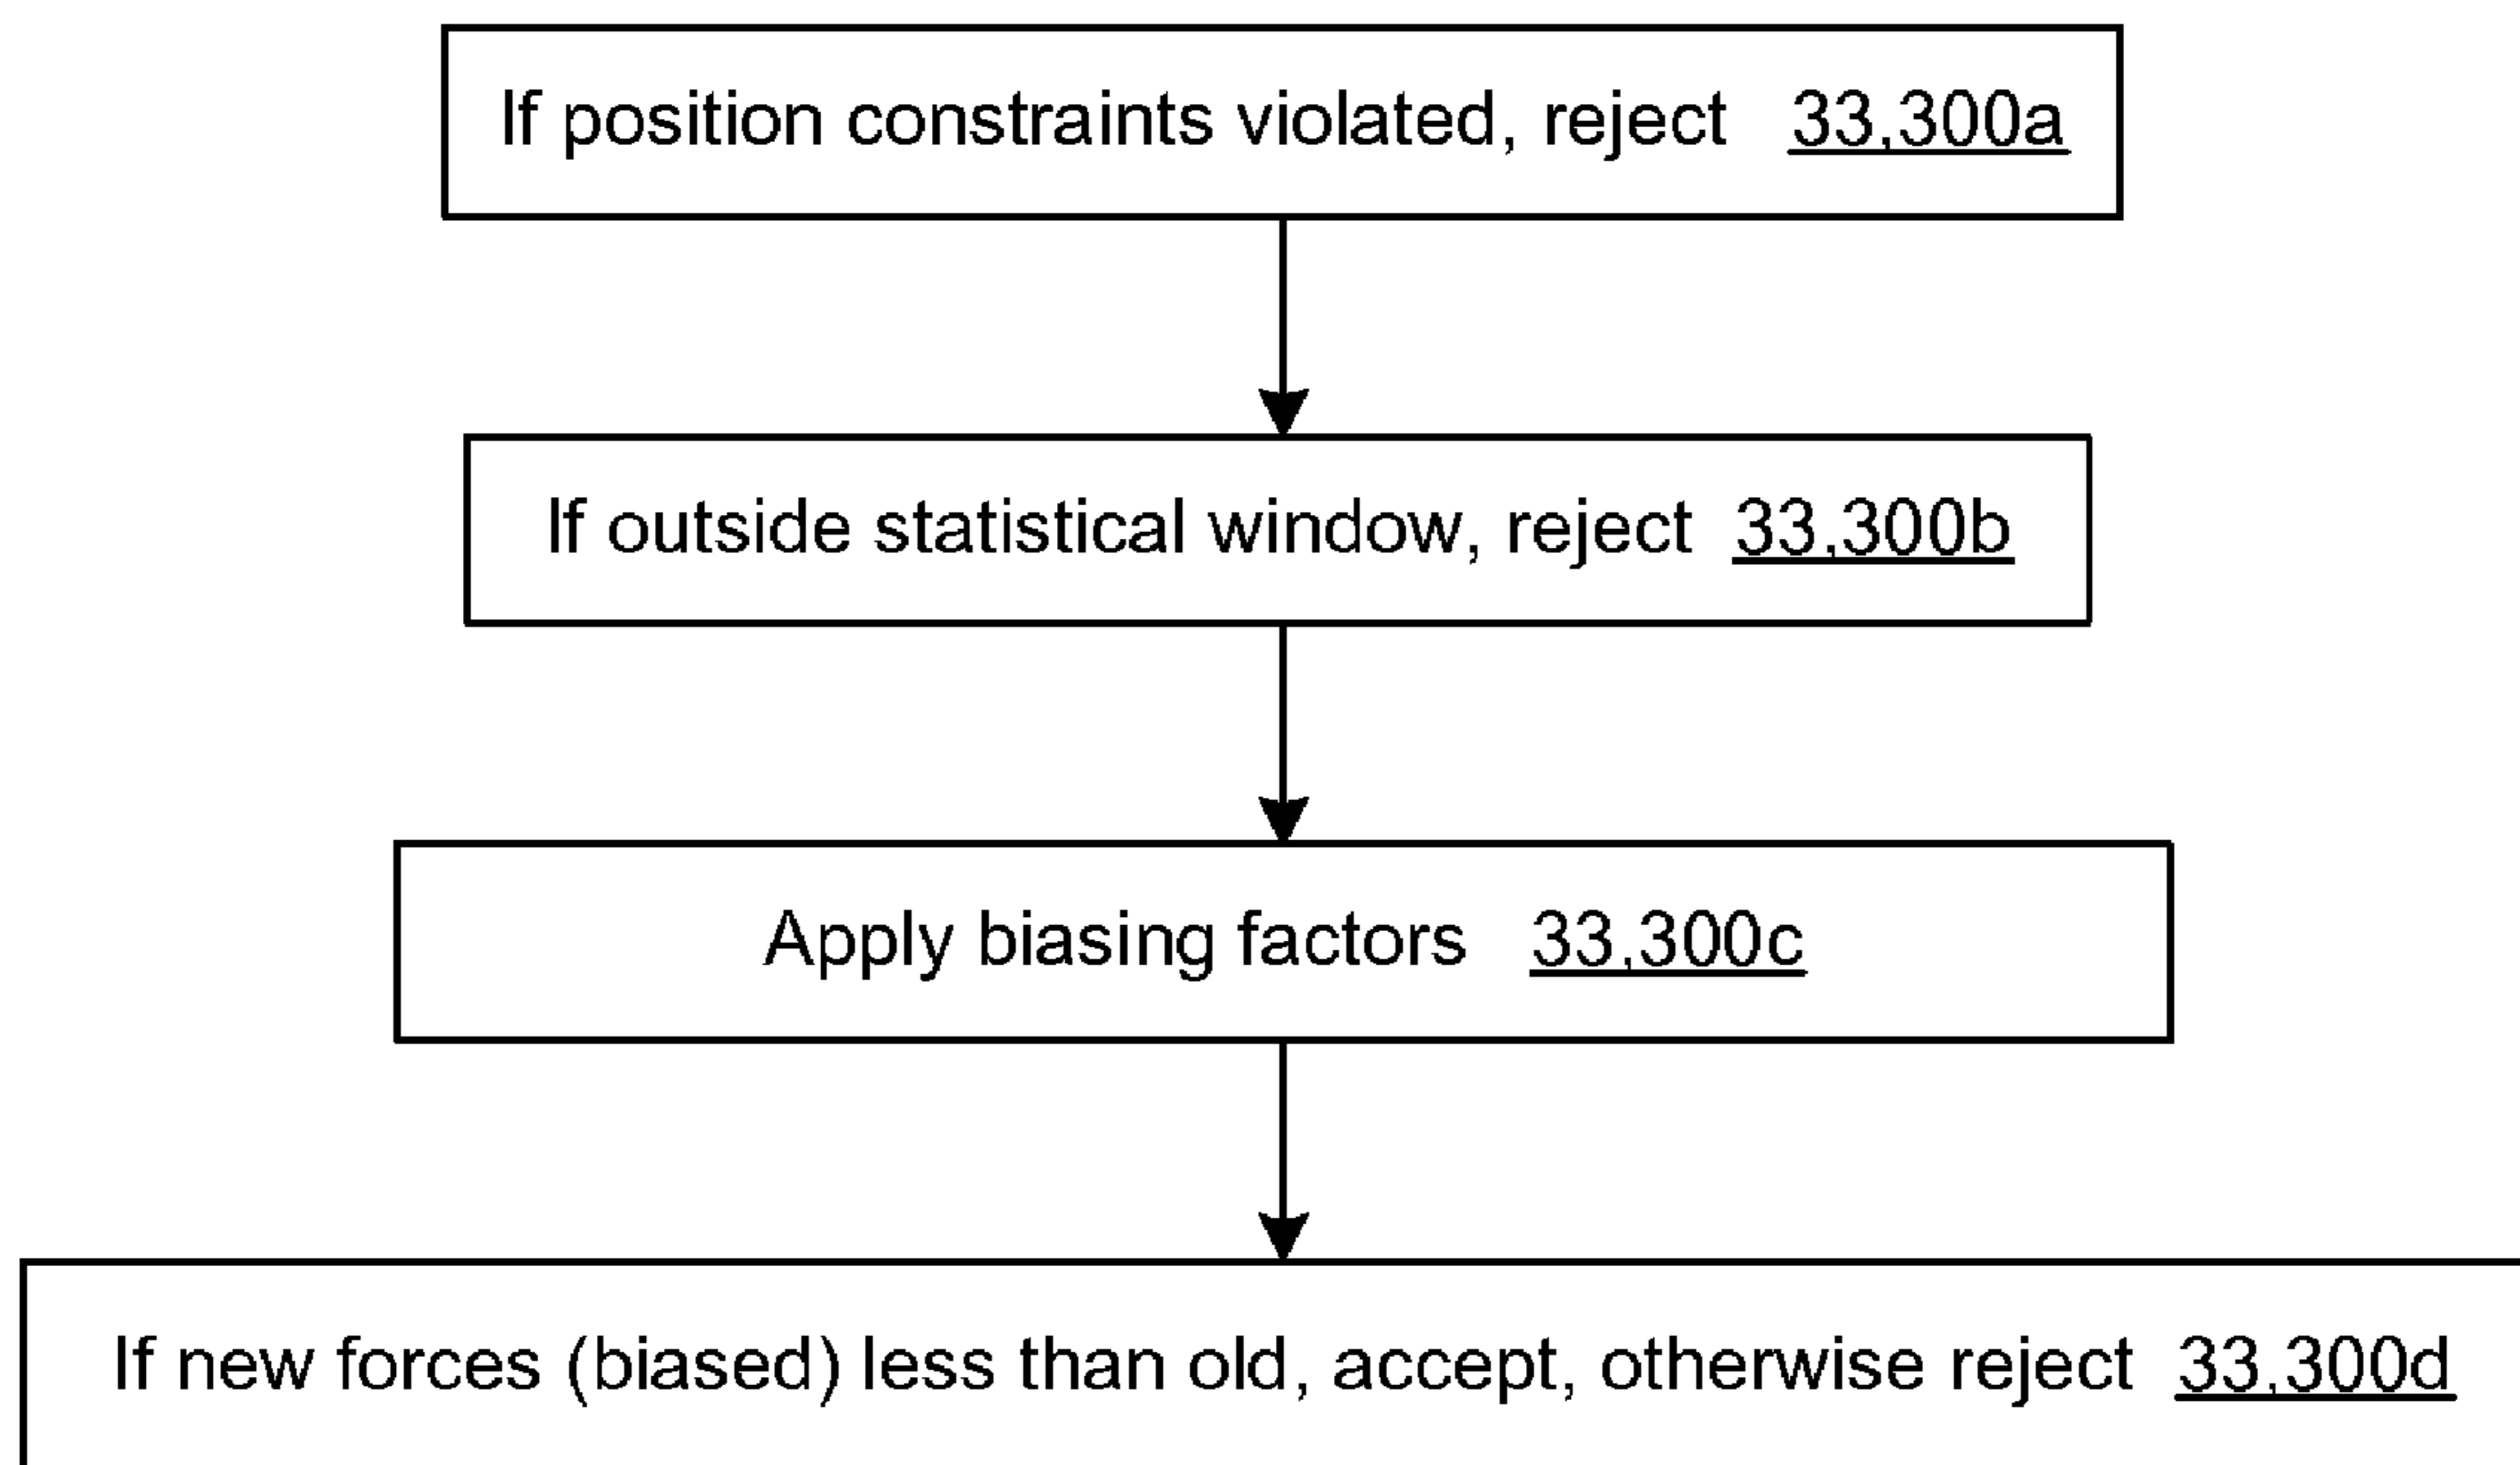 If position constraints violated, reject 33,300a
If outside statistical window, reject 33,300b
Apply biasing factors 33,300c
If new forces (biased) less than old, accept, otherwise reject 33,300d